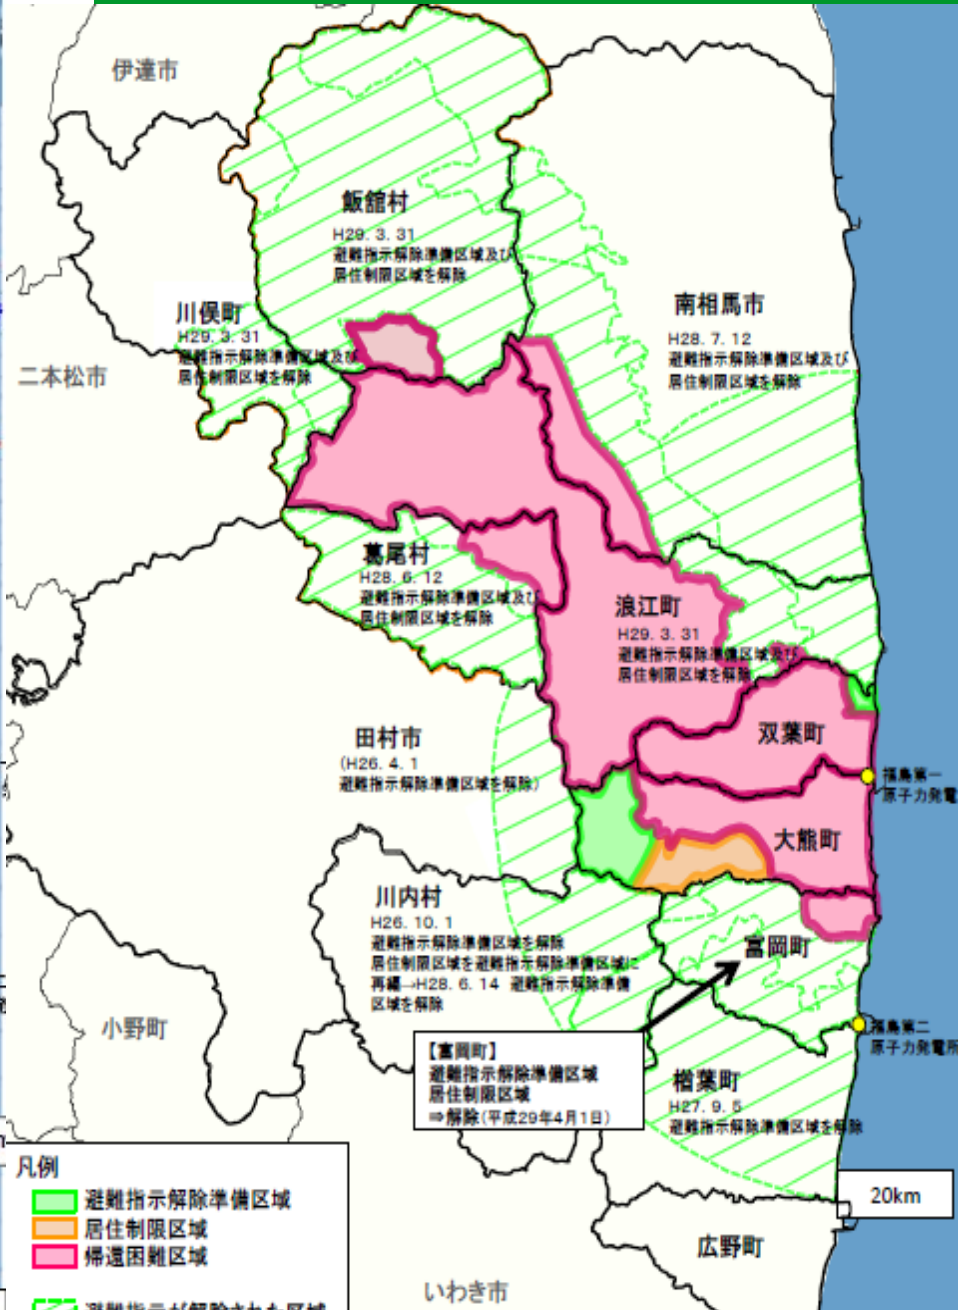 伊達市
飯舘村
H29. 3. 31
避難指示解除準備区域及び
居住制限区域を解除
南相馬市
H28. 7. 12
避難指示解除準備区域及び
居住制限区域を解除
川俣町
H29. 3. 31
避難指示解除準備区域及び
居住制限区域を解除
二本松市
葛尾村
H28. 6. 12
避難指示解除準備区域及び
居住制限区域を解除
浪江町
H29. 3. 31
避難指示解除準備区域及び
居住制限区域を解除
田村市
(H26. 4. 1
避難指示解除準備区域を解除)
双葉町
福島第一
原子力発電
大熊町
川内村
H26. 10. 1
避難指示解除準備区域を解除
居住制限区域を避難指示解除準備区域に
再編→H28. 6. 14 避難指示解除準備
区域を解除
富岡町
小野町
福島第二
原子力発電所
【富岡町】
避難指示解除準備区域
居住制限区域
⇒解除(平成29年4月1日)
楢葉町
H27. 9. 5
避難指示解除準備区域を解除
凡例
避難指示解除準備区域
居住制限区域
帰還困難区域
避難指示が解除された区域
20km
広野町
いわき市